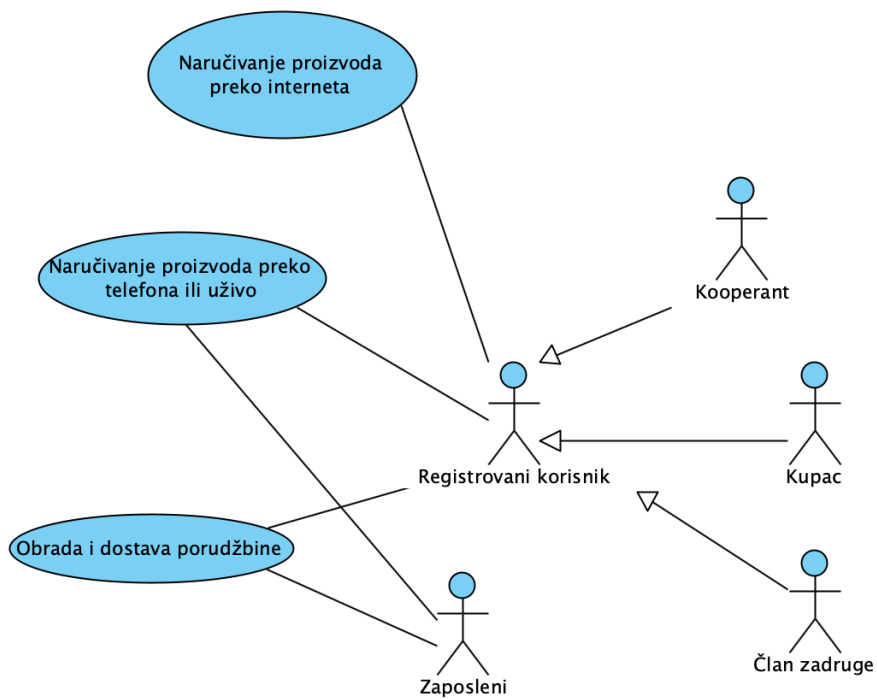 Naručivanje proizvoda
preko interneta
Naručivanje proizvoda preko
telefona ili uživo
Kooperant
Registrovani korisnik
Kupac
Obrada i dostava porudžbine
Član zadruge
Zaposleni